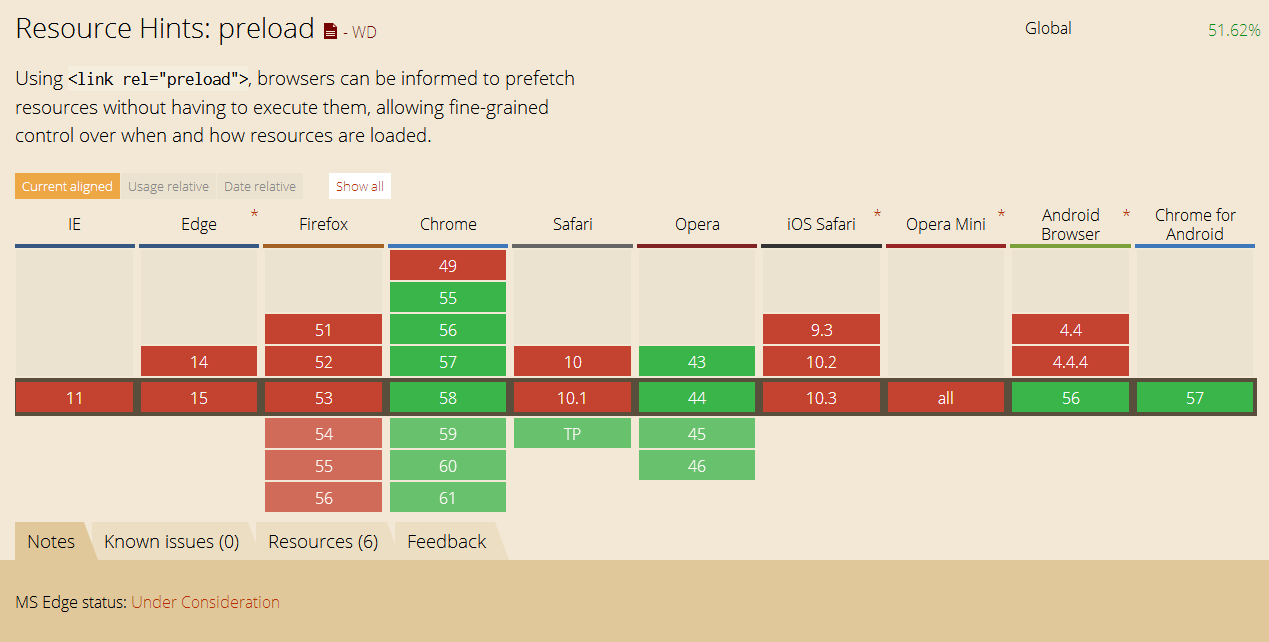 Resource Hints: preload - WD
Global 51.62%
Using <link rel="preload">, browsers can be informed to prefetch
resources without having to execute them, allowing fine-grained
control over when and how resources are loaded.
Current aligned Usage relative Date relative Show all
IE Edge * Firefox Chrome Safari Opera iOS Safari * Opera Mini * Android Browser * Chrome for Android
49
55
51 56 9.3 4.4
14 52 57 10 43 10.2 4.4.4
11 15 53 58 10.1 44 10.3 all 56 57
54 59 TP 45
55 60 46
56 61
Notes Known issues (0) Resources (6) Feedback
MS Edge status: Under Consideration